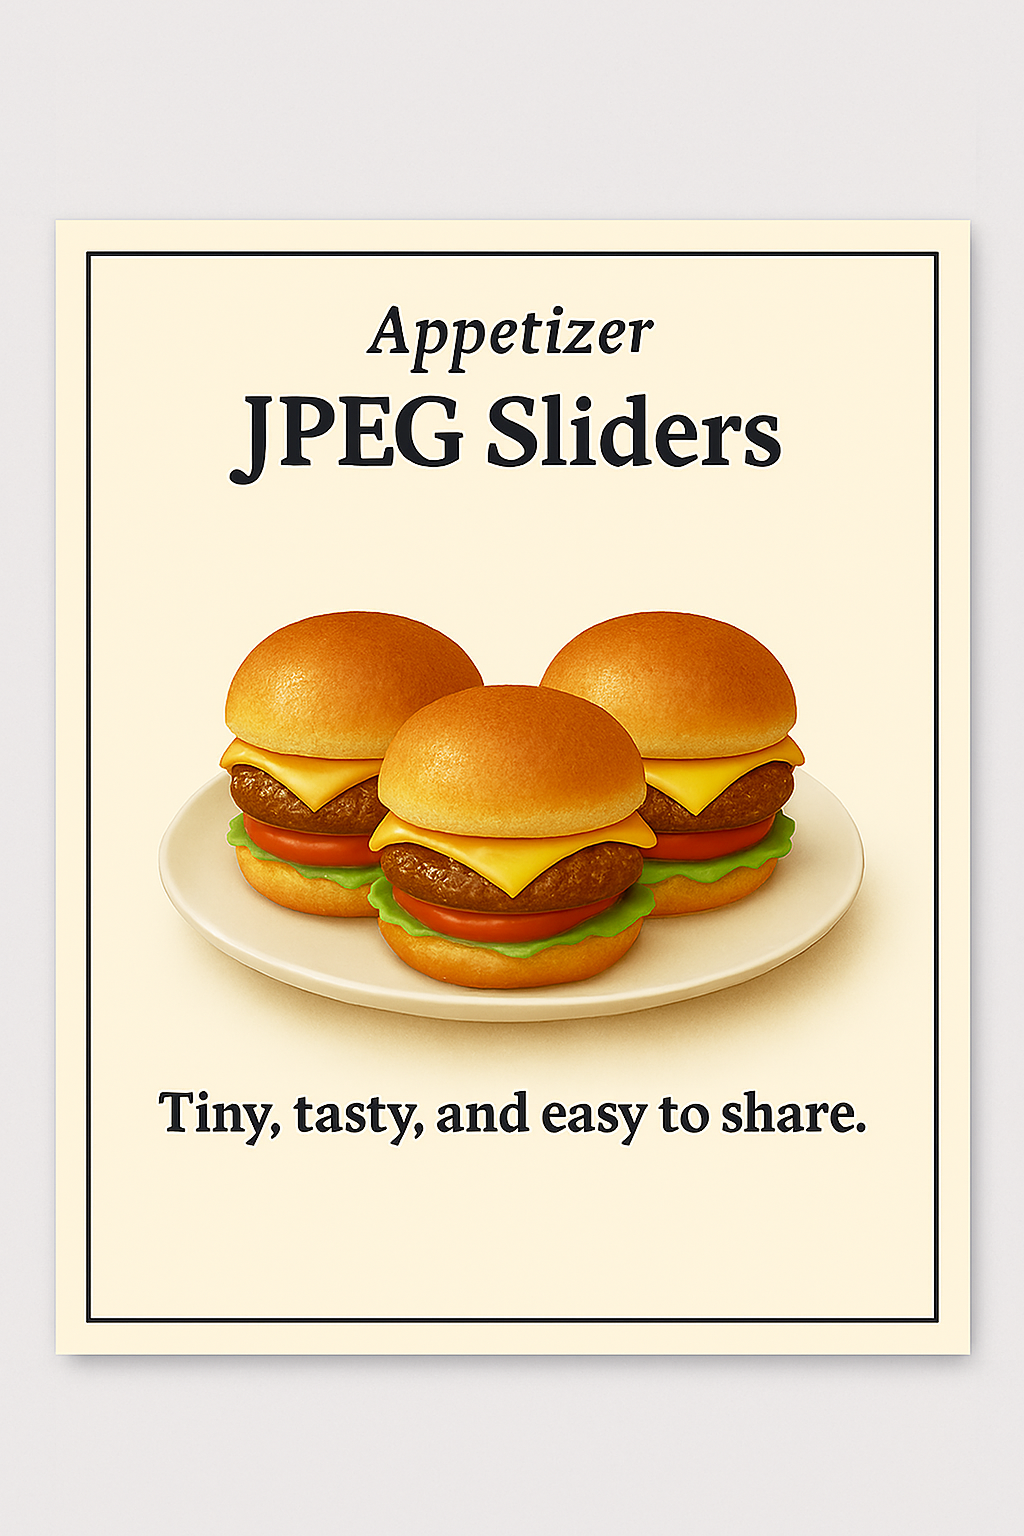 Appetizer
JPEG Sliders
Tiny, tasty, and easy to share.